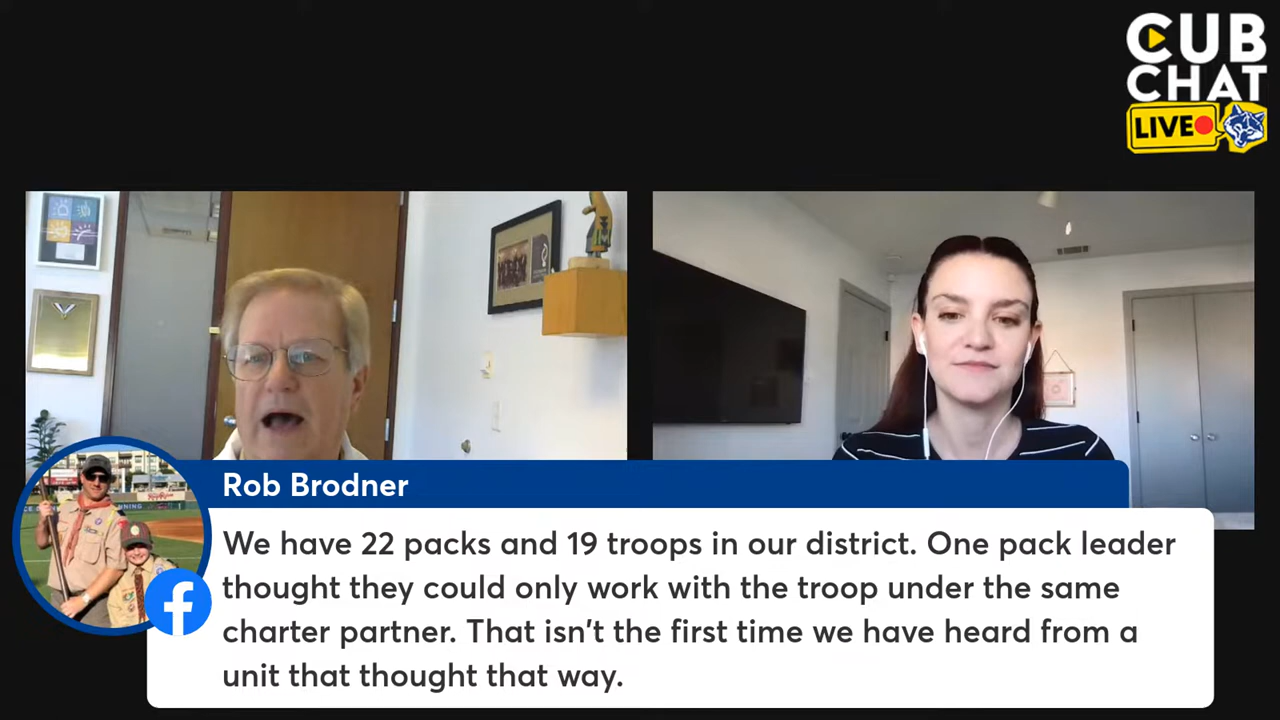 CUB
CHAT
LIVE
Rob Brodner
We have 22 packs and 19 troops in our district. One pack leader
thought they could only work with the troop under the same
charter partner. That isn't the first time we have heard from a
unit that thought that way.